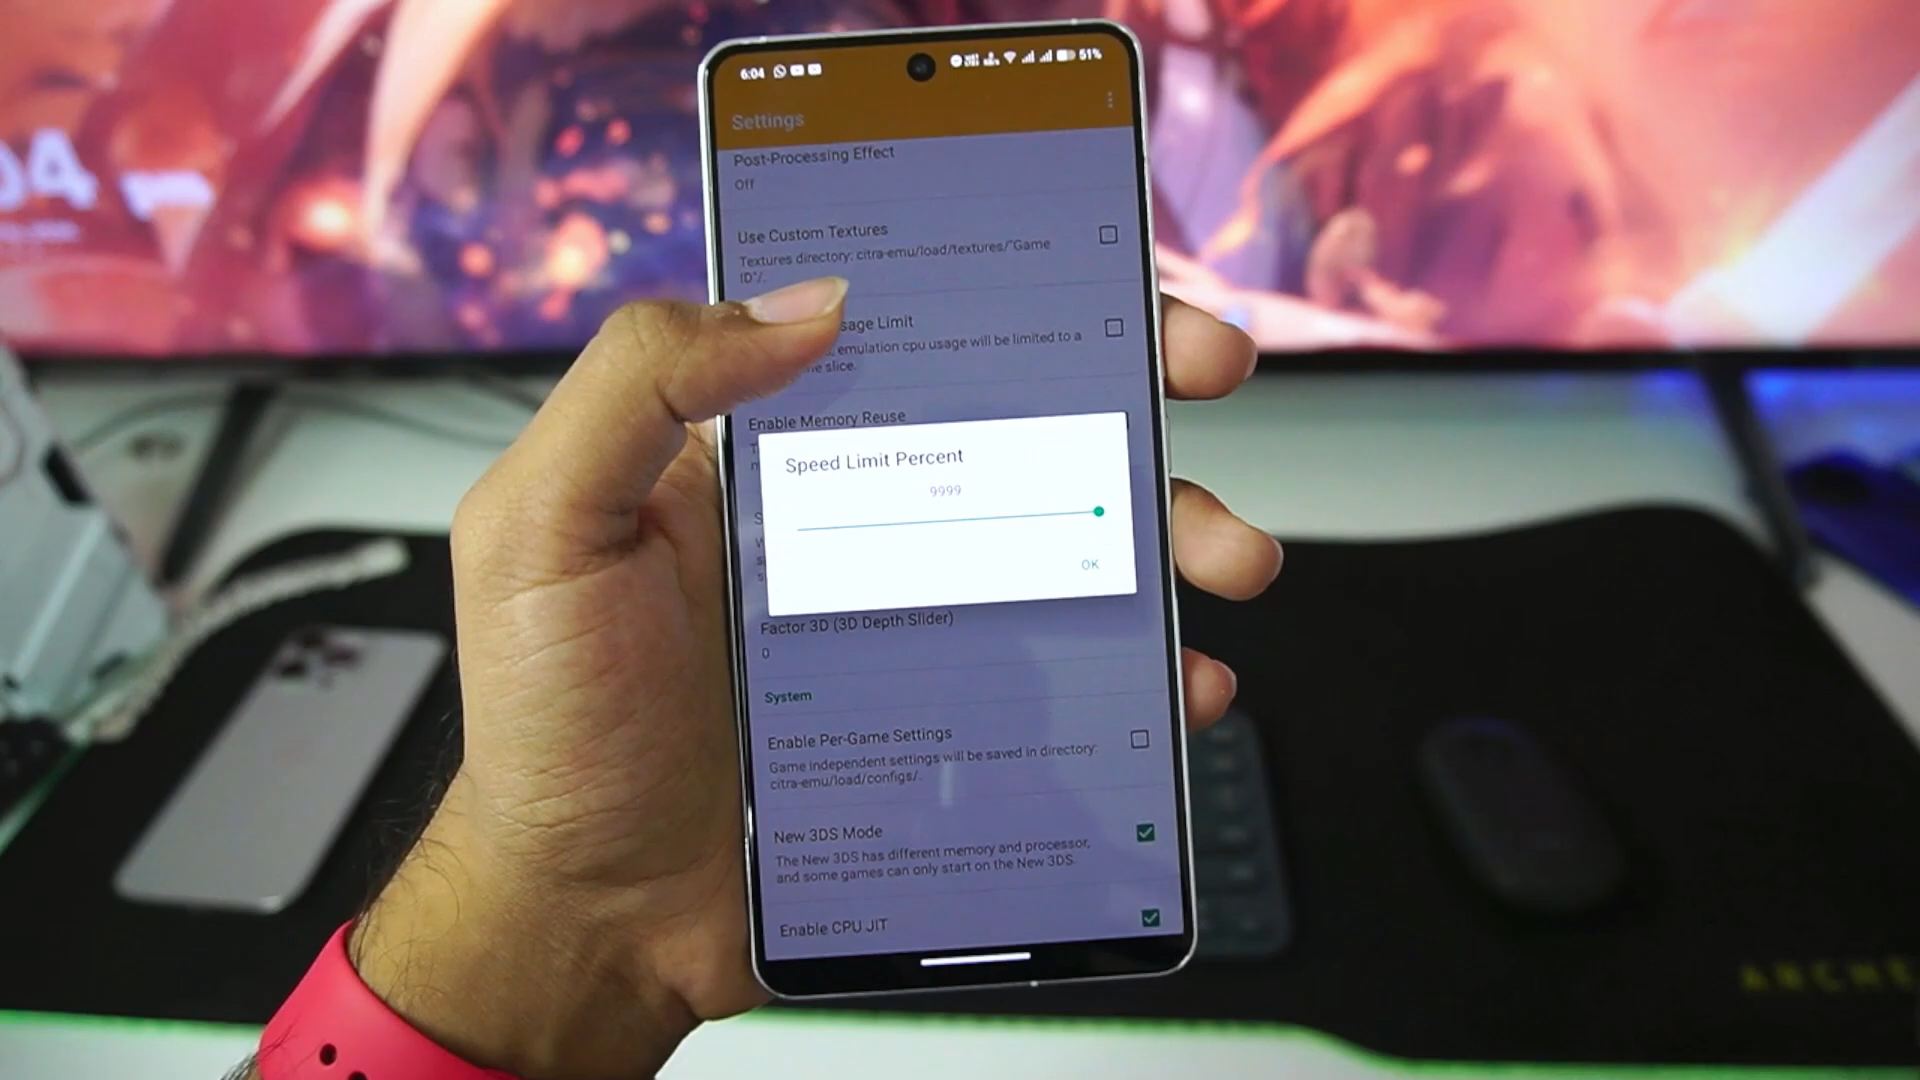 04
6:04
51%
Settings
Post-Processing Effect
Off
Use Custom Textures
Textures directory: citra-emu/load/textures/"Game
ID"/.
sage Limit
emulation cpu usage will be limited to a
slice.
Enable Memory Reuse
Speed Limit Percent
9999
OK
Factor 3D (3D Depth Slider)
0
System
Enable Per-Game Settings
Game independent settings will be saved in directory:
citra-emu/load/configs/.
New 3DS Mode
The New 3DS has different memory and processor,
and some games can only start on the New 3DS.
Enable CPU JIT
ARCHE